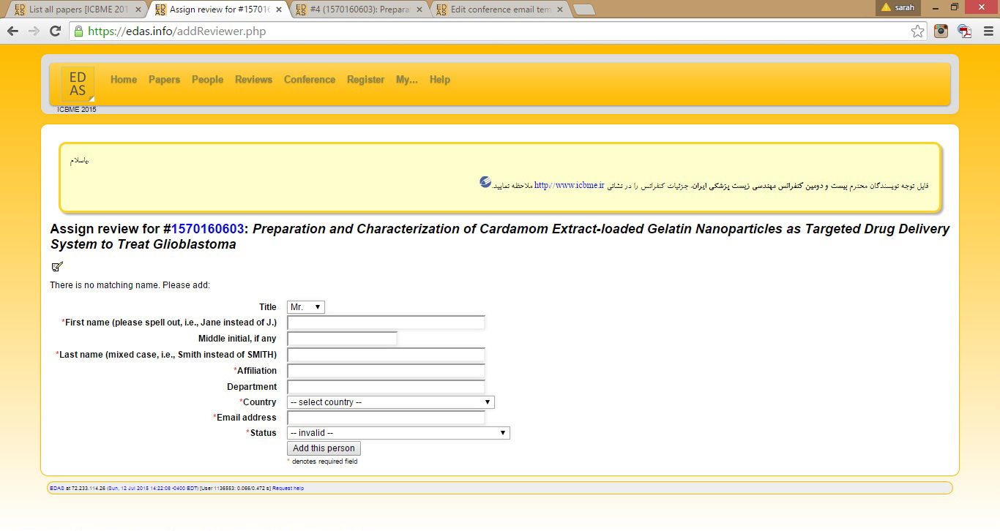 List all papers [ICBME 201
Assign review for #157016
#4 (1570160603): Prepara
Edit conference email tem
sarah
https://edas.info/addReviewer.php
ED AS
Home Papers People Reviews Conference Register My... Help
ICBME 2015
باسلام،
قابل توجه نویسندگان محترم بیست و دومین کنفرانس مهندسی زیست پزشکی ایران، جزئیات کنفرانس را در نشانی http://www.icbme.ir ملاحظه نمایید.
Assign review for #1570160603: Preparation and Characterization of Cardamom Extract-loaded Gelatin Nanoparticles as Targeted Drug Delivery
System to Treat Glioblastoma
There is no matching name. Please add:
Title Mr.
*First name (please spell out, i.e., Jane instead of J.)
Middle initial, if any
*Last name (mixed case, i.e., Smith instead of SMITH)
*Affiliation
Department
*Country -- select country --
*Email address
*Status -- invalid --
Add this person
* denotes required field
EDAS at 72.233.114.26 (Sun, 12 Jul 2015 14:22:08 -0400 EDT) [User 1136553: 0.066/0.472 s] Request help